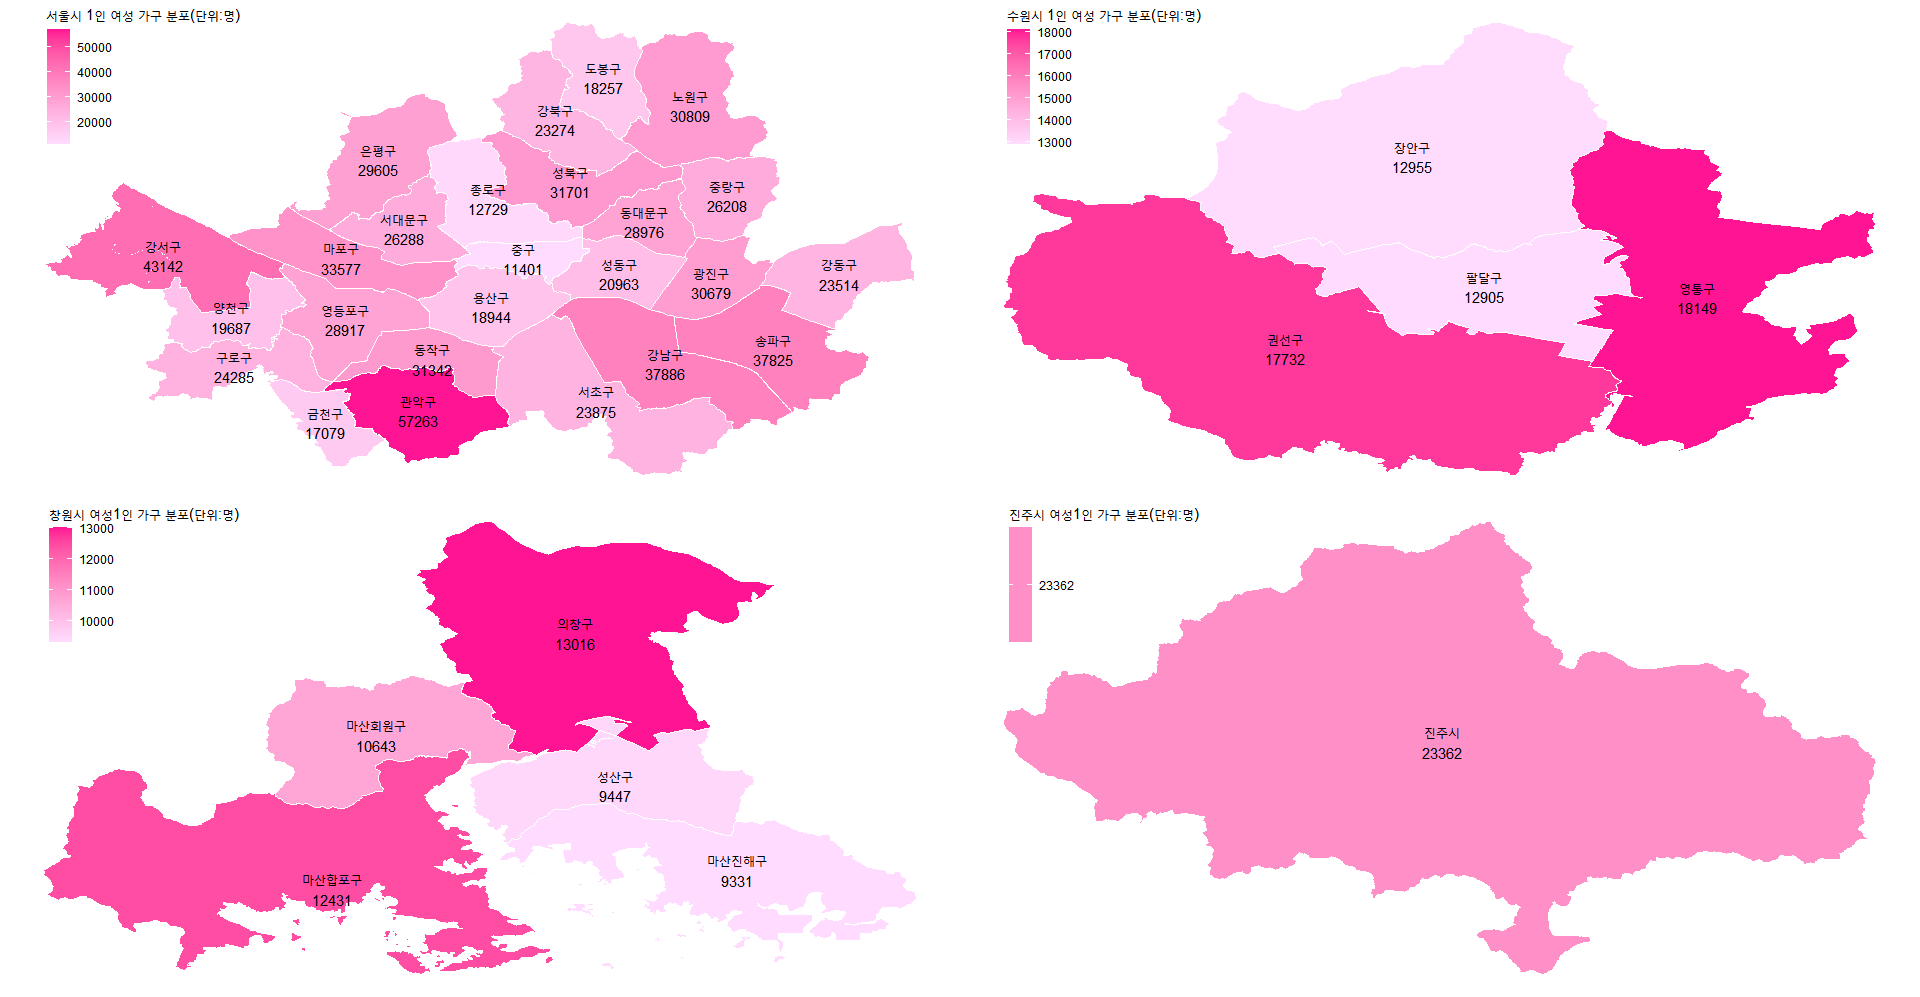 서울시 1인 여성 가구 분포(단위:명)
50000
40000
30000
20000
도봉구
18257
노원구
30809
강북구
23274
은평구
29605
성북구
31701
종로구
12729
중랑구
26208
서대문구
26288
동대문구
28976
강서구
43142
마포구
33577
중구
11401
성동구
20963
광진구
30679
강동구
23514
양천구
19687
영등포구
28917
용산구
18944
구로구
24285
동작구
31342
강남구
37886
송파구
37825
금천구
17079
관악구
57263
서초구
23875
수원시 1인 여성 가구 분포(단위:명)
18000
17000
16000
15000
14000
13000
장안구
12955
팔달구
12905
영통구
18149
권선구
17732
창원시 여성1인 가구 분포(단위:명)
13000
12000
11000
10000
의창구
13016
마산회원구
10643
성산구
9447
마산진해구
9331
마산합포구
12431
진주시 여성1인 가구 분포(단위:명)
23362
진주시
23362